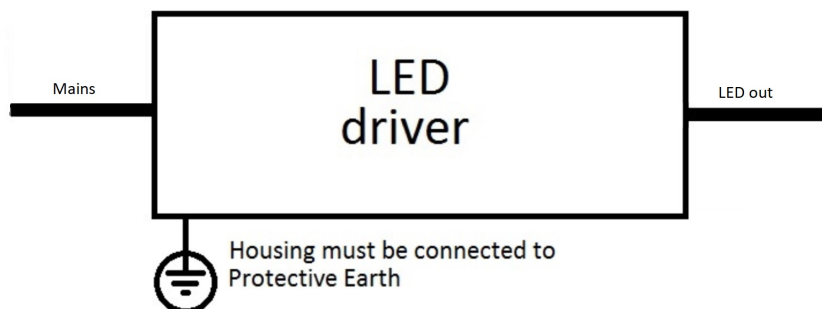 LED
driver
Mains
LED out
Housing must be connected to
Protective Earth